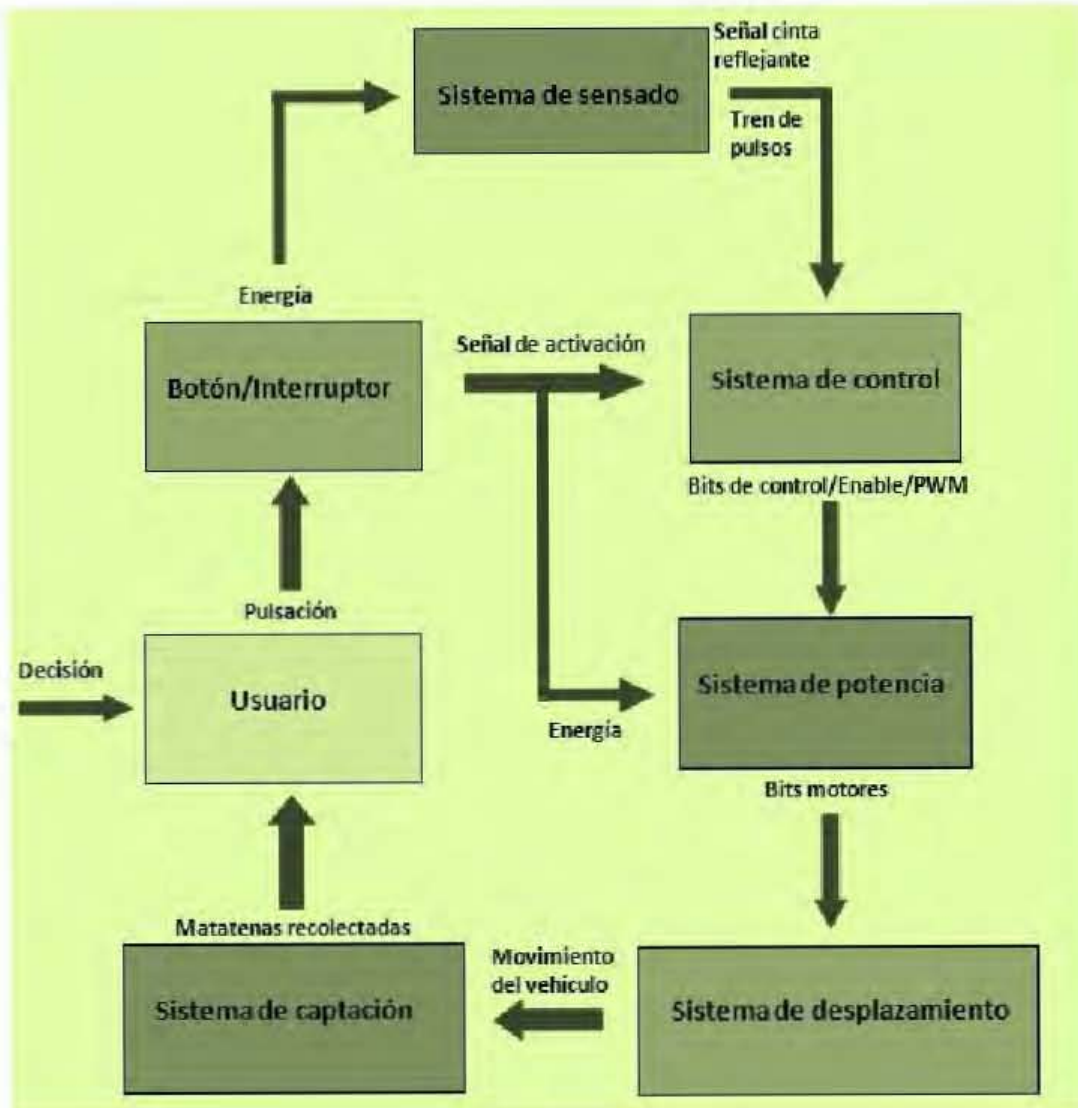 Señal cinta
reflejante
Sistema de sensado
Tren de
pulsos
Energía
Señal de activación
Botón/Interruptor
Sistema de control
Bits de control/Enable/PWM
Pulsación
Decisión
Usuario
Sistema de potencia
Energía
Bits motores
Matatenas recolectadas
Movimiento
del vehículo
Sistema de captación
Sistema de desplazamiento